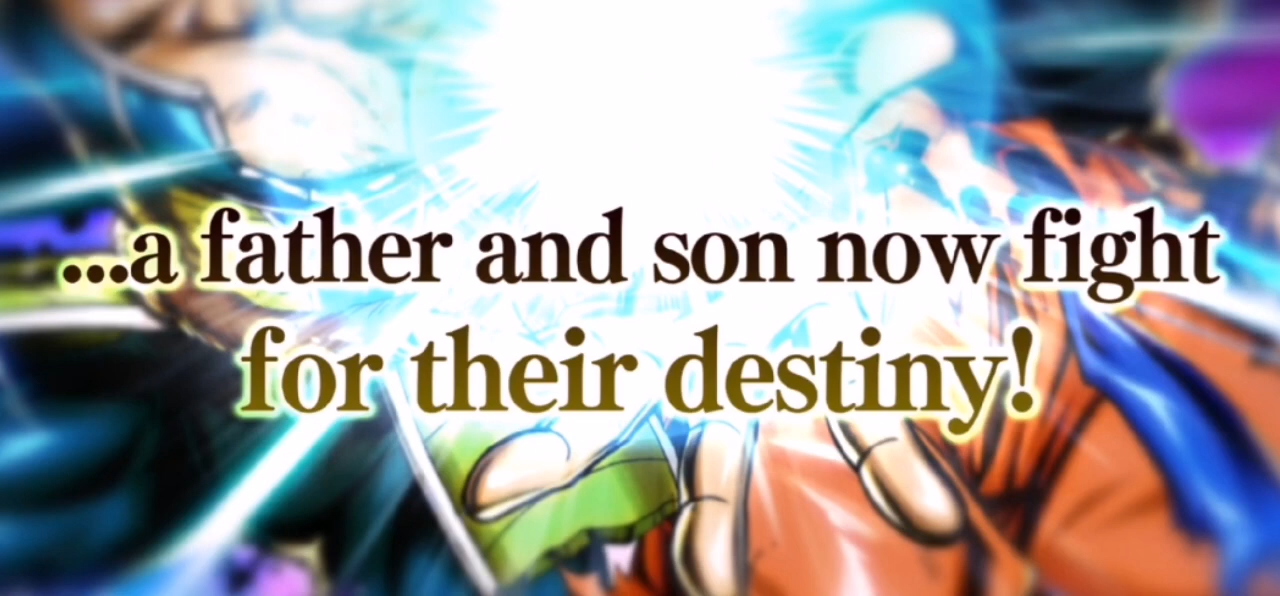 ...a father and son now fight
for their destiny!